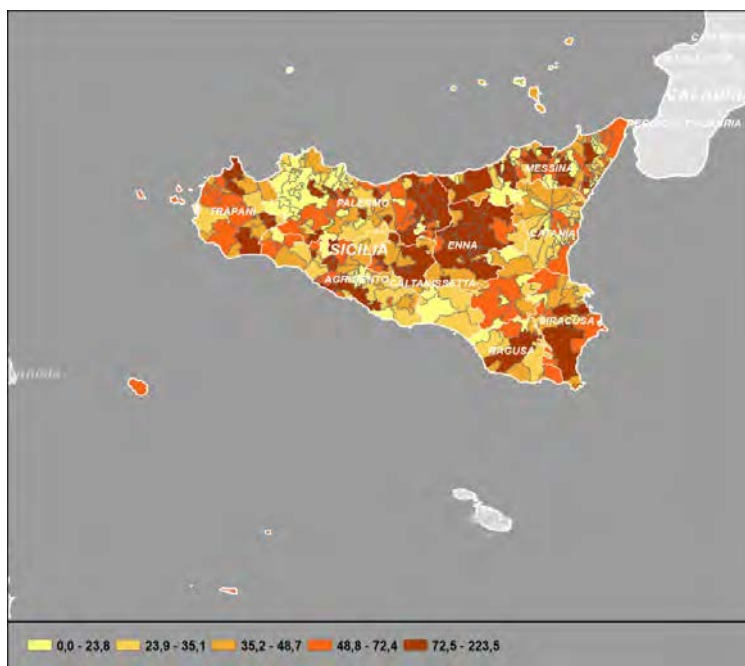 CALABRIA
REGGIO CALABRIA
MESSINA
PALERMO
TRAPANI
CATANIA
SICILIA
ENNA
AGRIGENTO
CALTANISSETTA
SIRACUSA
RAGUSA
0,0 - 23,8 23,9 - 35,1 35,2 - 48,7 48,8 - 72,4 72,5 - 223,5